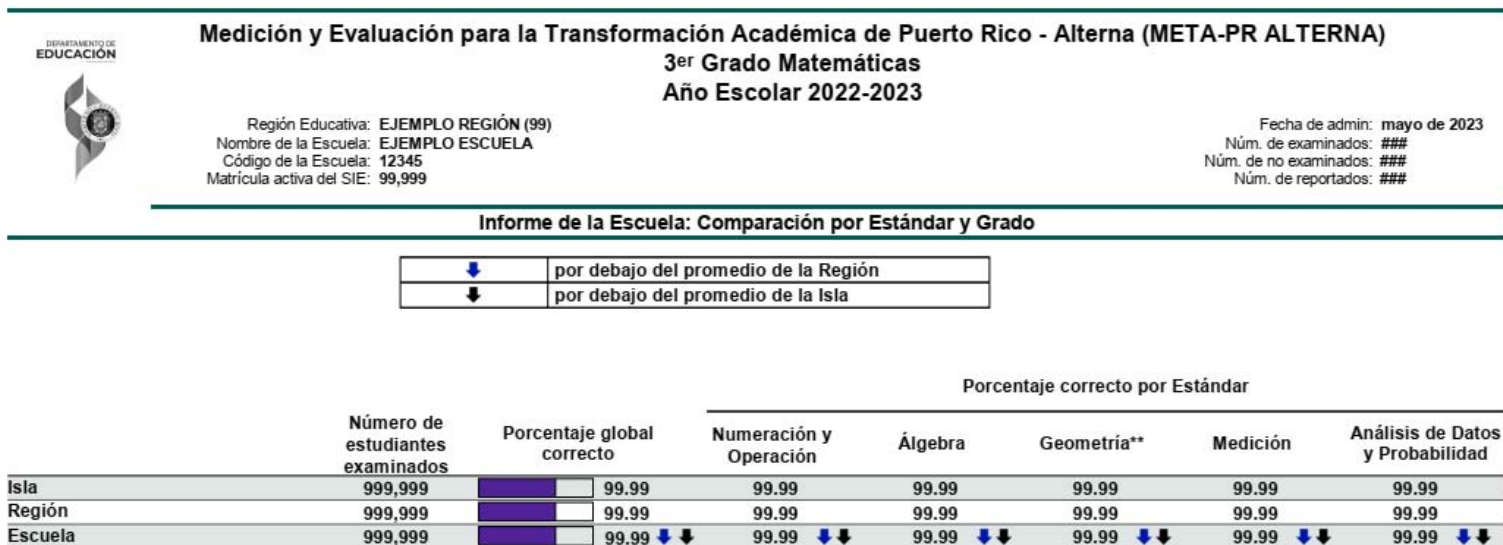 DEPARTAMENTO DE
EDUCACIÓN
Medición y Evaluación para la Transformación Académica de Puerto Rico - Alterna (META-PR ALTERNA)
3er Grado Matemáticas
Año Escolar 2022-2023
Región Educativa: EJEMPLO REGIÓN (99)
Nombre de la Escuela: EJEMPLO ESCUELA
Código de la Escuela: 12345
Matrícula activa del SIE: 99,999
Fecha de admin: mayo de 2023
Núm. de examinados: ###
Núm. de no examinados: ###
Núm. de reportados: ###
Informe de la Escuela: Comparación por Estándar y Grado
por debajo del promedio de la Región
por debajo del promedio de la Isla
Porcentaje correcto por Estándar
Número de estudiantes examinados
Porcentaje global correcto
Numeración y Operación
Álgebra
Geometría**
Medición
Análisis de Datos y Probabilidad
Isla 999,999 99.99 99.99 99.99 99.99 99.99 99.99
Región 999,999 99.99 99.99 99.99 99.99 99.99 99.99
Escuela 999,999 99.99 99.99 99.99 99.99 99.99 99.99